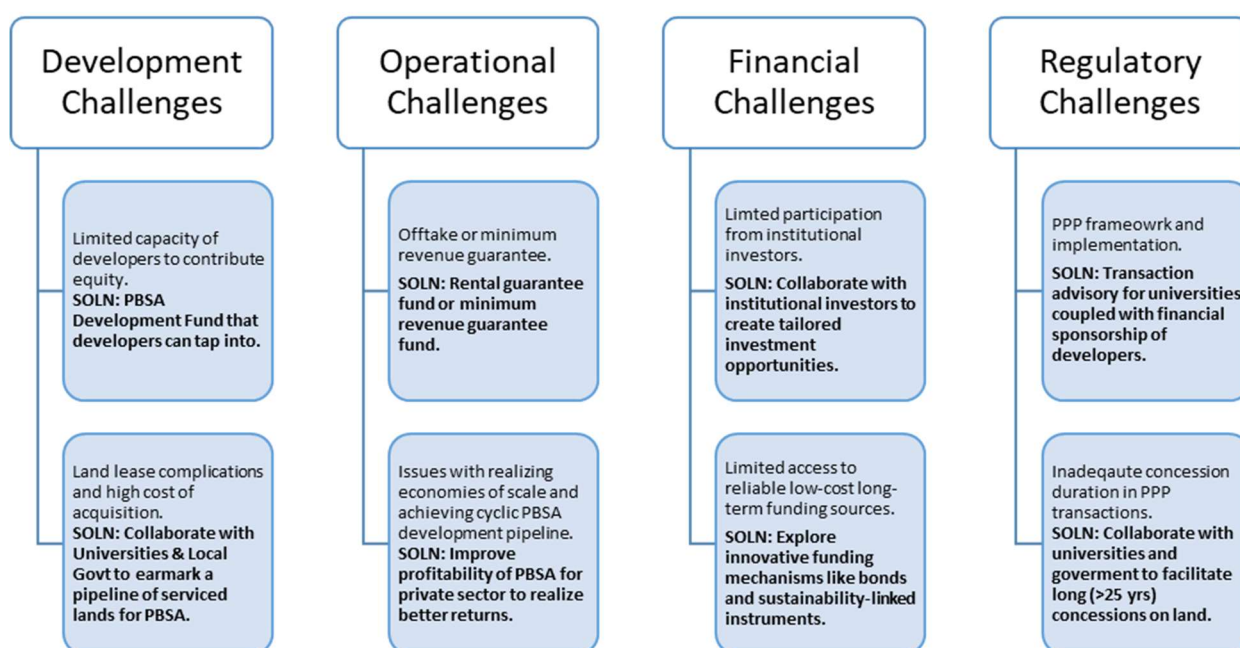 Development
Challenges
Limited capacity of
developers to contribute
equity.
SOLN: PBSA
Development Fund that
developers can tap into.
Land lease complications
and high cost of
acquisition.
SOLN: Collaborate with
Universities & Local
Govt to earmark a
pipeline of serviced
lands for PBSA.
Operational
Challenges
Offtake or minimum
revenue guarantee.
SOLN: Rental guarantee
fund or minimum
revenue guarantee
fund.
Issues with realizing
economies of scale and
achieving cyclic PBSA
development pipeline.
SOLN: Improve
profitability of PBSA for
private sector to realize
better returns.
Financial
Challenges
Limted participation
from institutional
investors.
SOLN: Collaborate with
institutional investors to
create tailored
investment
opportunities.
Limited access to
reliable low-cost long-
term funding sources.
SOLN: Explore
innovative funding
mechanisms like bonds
and sustainability-linked
instruments.
Regulatory
Challenges
PPP frameowrk and
implementation.
SOLN: Transaction
advisory for universities
coupled with financial
sponsorship of
developers.
Inadeqaute concession
duration in PPP
transactions.
SOLN: Collaborate with
universities and
goverment to facilitate
long (>25 yrs)
concessions on land.